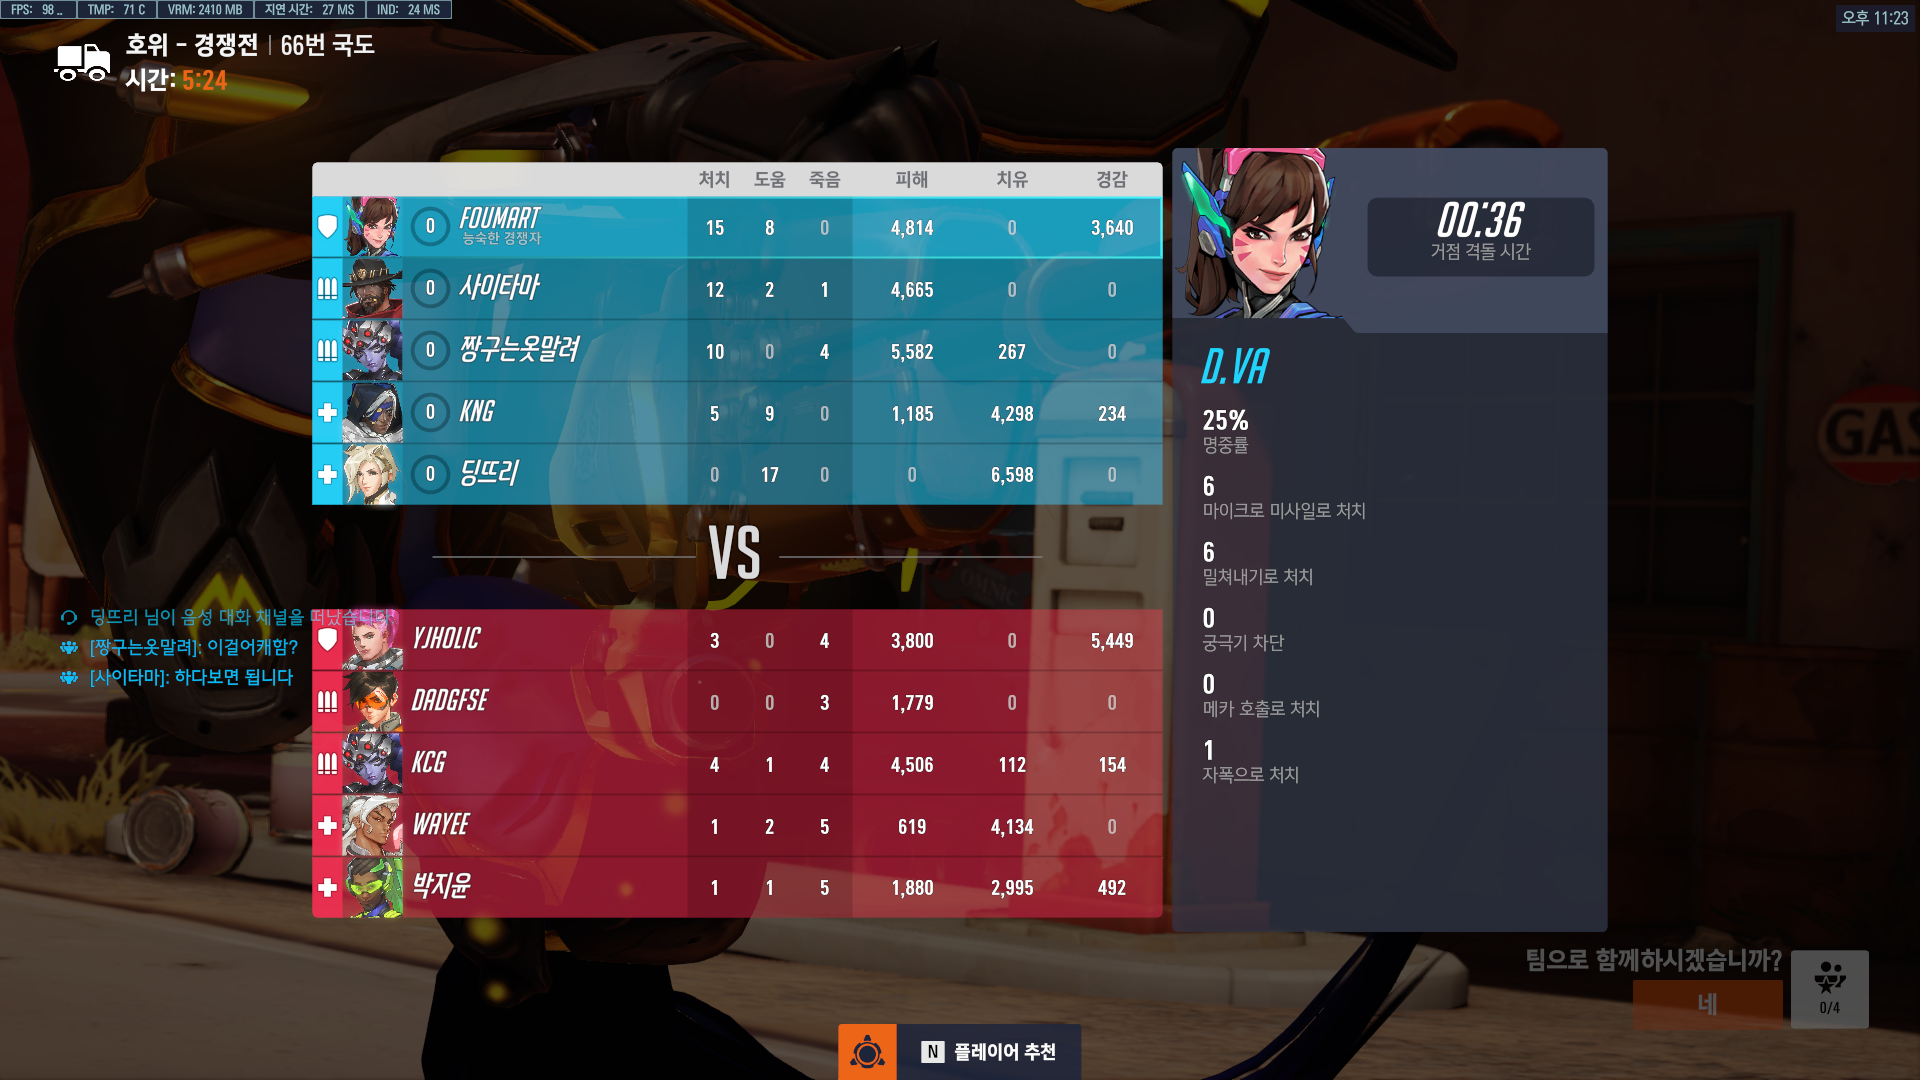 FPS: 98 .. TMP: 71 C VRM: 2410 MB 지연 시간: 27 MS IND: 24 MS
오후 11:23
호위 - 경쟁전 | 66번 국도
시간: 5:24
처치 도움 죽음 피해 치유 경감
0 FOUMART 15 8 0 4,814 0 3,640
능숙한 경쟁자
0 사이타마 12 2 1 4,665 0 0
0 짱구는옷말려 10 0 4 5,582 267 0
0 KNG 5 9 0 1,185 4,298 234
0 딩뜨리 0 17 0 0 6,598 0
VS
YJHOLIC 3 0 4 3,800 0 5,449
DADGFSE 0 0 3 1,779 0 0
KCG 4 1 4 4,506 112 154
WAYEE 1 2 5 619 4,134 0
박지윤 1 1 5 1,880 2,995 492
딩뜨리 님이 음성 대화 채널을 떠났습니다.
[짱구는옷말려]: 이걸어캐함?
[사이타마]: 하다보면 됩니다
00:36
거점 격돌 시간
D.VA
25%
명중률
6
마이크로 미사일로 처치
6
밀쳐내기로 처치
0
궁극기 차단
0
메카 호출로 처치
1
자폭으로 처치
GAS
OMNIC
팀으로 함께하시겠습니까?
네
0/4
N 플레이어 추천